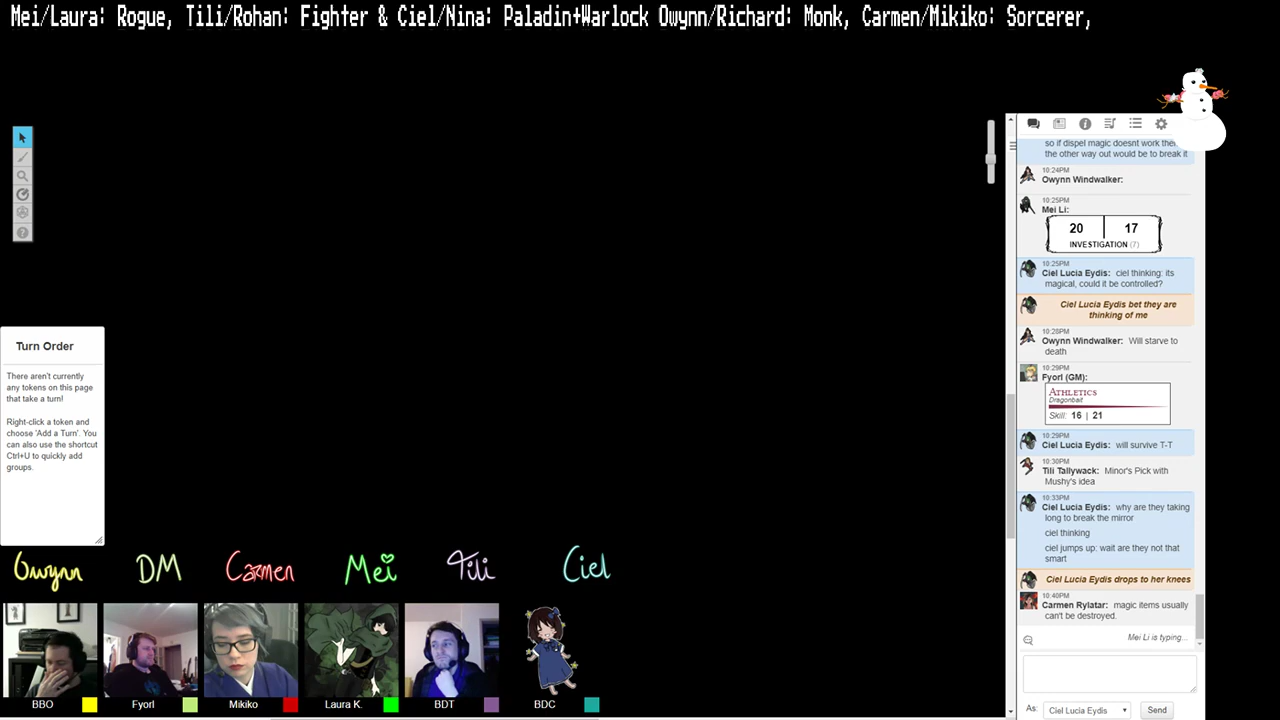 Mei/Laura: Rogue, Tili/Rohan: Fighter & Ciel/Nina: Paladin+Warlock Owynn/Richard: Monk, Carmen/Mikiko: Sorcerer,
so if dispel magic doesnt work then
the other way out would be to break it
10:24PM
Owynn Windwalker:
10:25PM
Mei Li:
20 | 17
INVESTIGATION (7)
10:25PM
Ciel Lucia Eydis: ciel thinking: its
magical, could it be controlled?
Ciel Lucia Eydis bet they are
thinking of me
10:28PM
Owynn Windwalker: Will starve to
death
10:29PM
Fyorl (GM):
ATHLETICS
Dragonbait
Skill: 16 | 21
10:29PM
Ciel Lucia Eydis: will survive T-T
10:30PM
Tili Tallywack: Minor's Pick with
Mushy's idea
10:33PM
Ciel Lucia Eydis: why are they taking
long to break the mirror
ciel thinking
ciel jumps up: wait are they not that
smart
Ciel Lucia Eydis drops to her knees
10:40PM
Carmen Rylatar: magic items usually
can't be destroyed.
Mei Li is typing...
As: Ciel Lucia Eydis Send
Turn Order
There aren't currently
any tokens on this page
that take a turn!
Right-click a token and
choose 'Add a Turn'. You
can also use the shortcut
Ctrl+U to quickly add
groups.
Owynn DM Carmen Mei Tili Ciel
BBO Fyorl Mikiko Laura K. BDT BDC